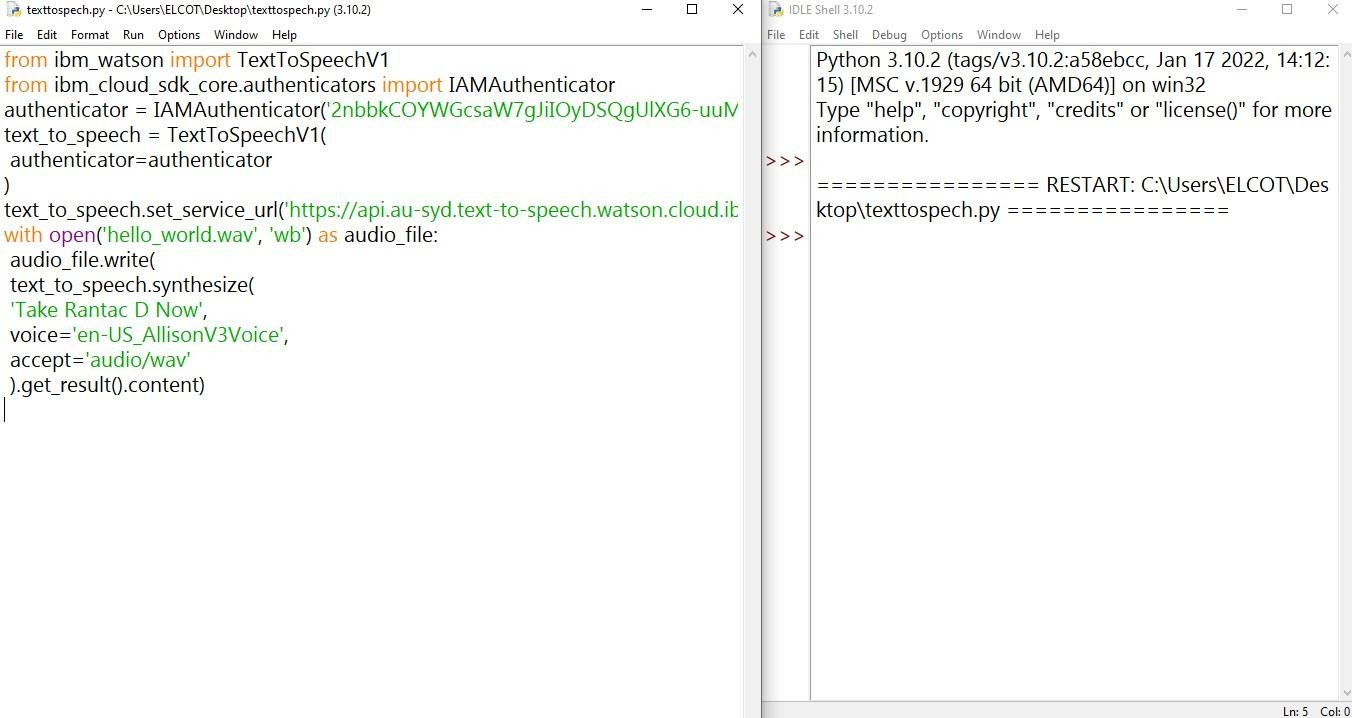 texttospech.py - C:\Users\ELCOT\Desktop\texttospech.py (3.10.2)
File Edit Format Run Options Window Help
from ibm_watson import TextToSpeechV1
from ibm_cloud_sdk_core.authenticators import IAMAuthenticator
authenticator = IAMAuthenticator('2nbbkCOYWGcsaW7gJiIOyDSQgUlXG6-uuM
text_to_speech = TextToSpeechV1(
 authenticator=authenticator
)
text_to_speech.set_service_url('https://api.au-syd.text-to-speech.watson.cloud.ib
with open('hello_world.wav', 'wb') as audio_file:
 audio_file.write(
 text_to_speech.synthesize(
 'Take Rantac D Now',
 voice='en-US_AllisonV3Voice',
 accept='audio/wav'
 ).get_result().content)
IDLE Shell 3.10.2
File Edit Shell Debug Options Window Help
Python 3.10.2 (tags/v3.10.2:a58ebcc, Jan 17 2022, 14:12:
15) [MSC v.1929 64 bit (AMD64)] on win32
Type "help", "copyright", "credits" or "license()" for more
information.
>>>
================ RESTART: C:\Users\ELCOT\Des
ktop\texttospech.py ================
>>>
Ln: 5 Col: 0